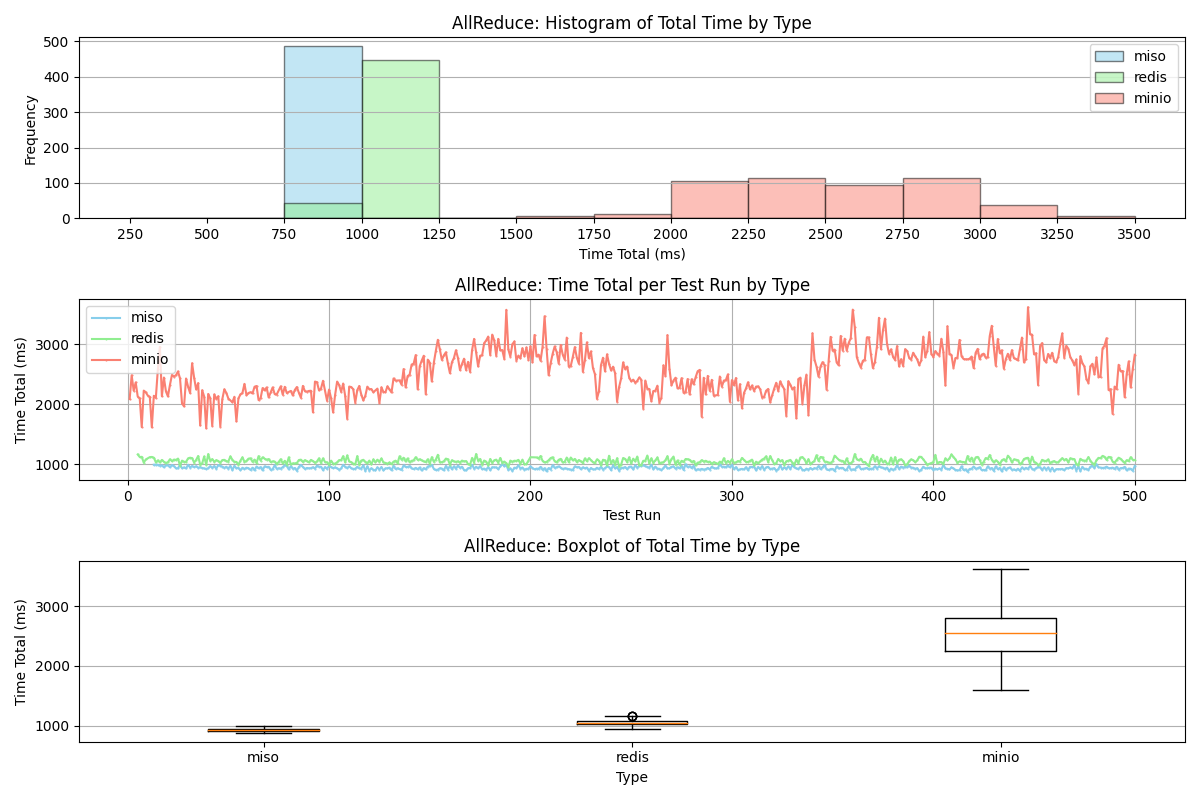 AllReduce: Histogram of Total Time by Type
Frequency
500
400
300
200
100
0
miso
redis
minio
250 500 750 1000 1250 1500 1750 2000 2250 2500 2750 3000 3250 3500
Time Total (ms)
AllReduce: Time Total per Test Run by Type
Time Total (ms)
3000
2000
1000
miso
redis
minio
0 100 200 300 400 500
Test Run
AllReduce: Boxplot of Total Time by Type
Time Total (ms)
3000
2000
1000
miso redis minio
Type